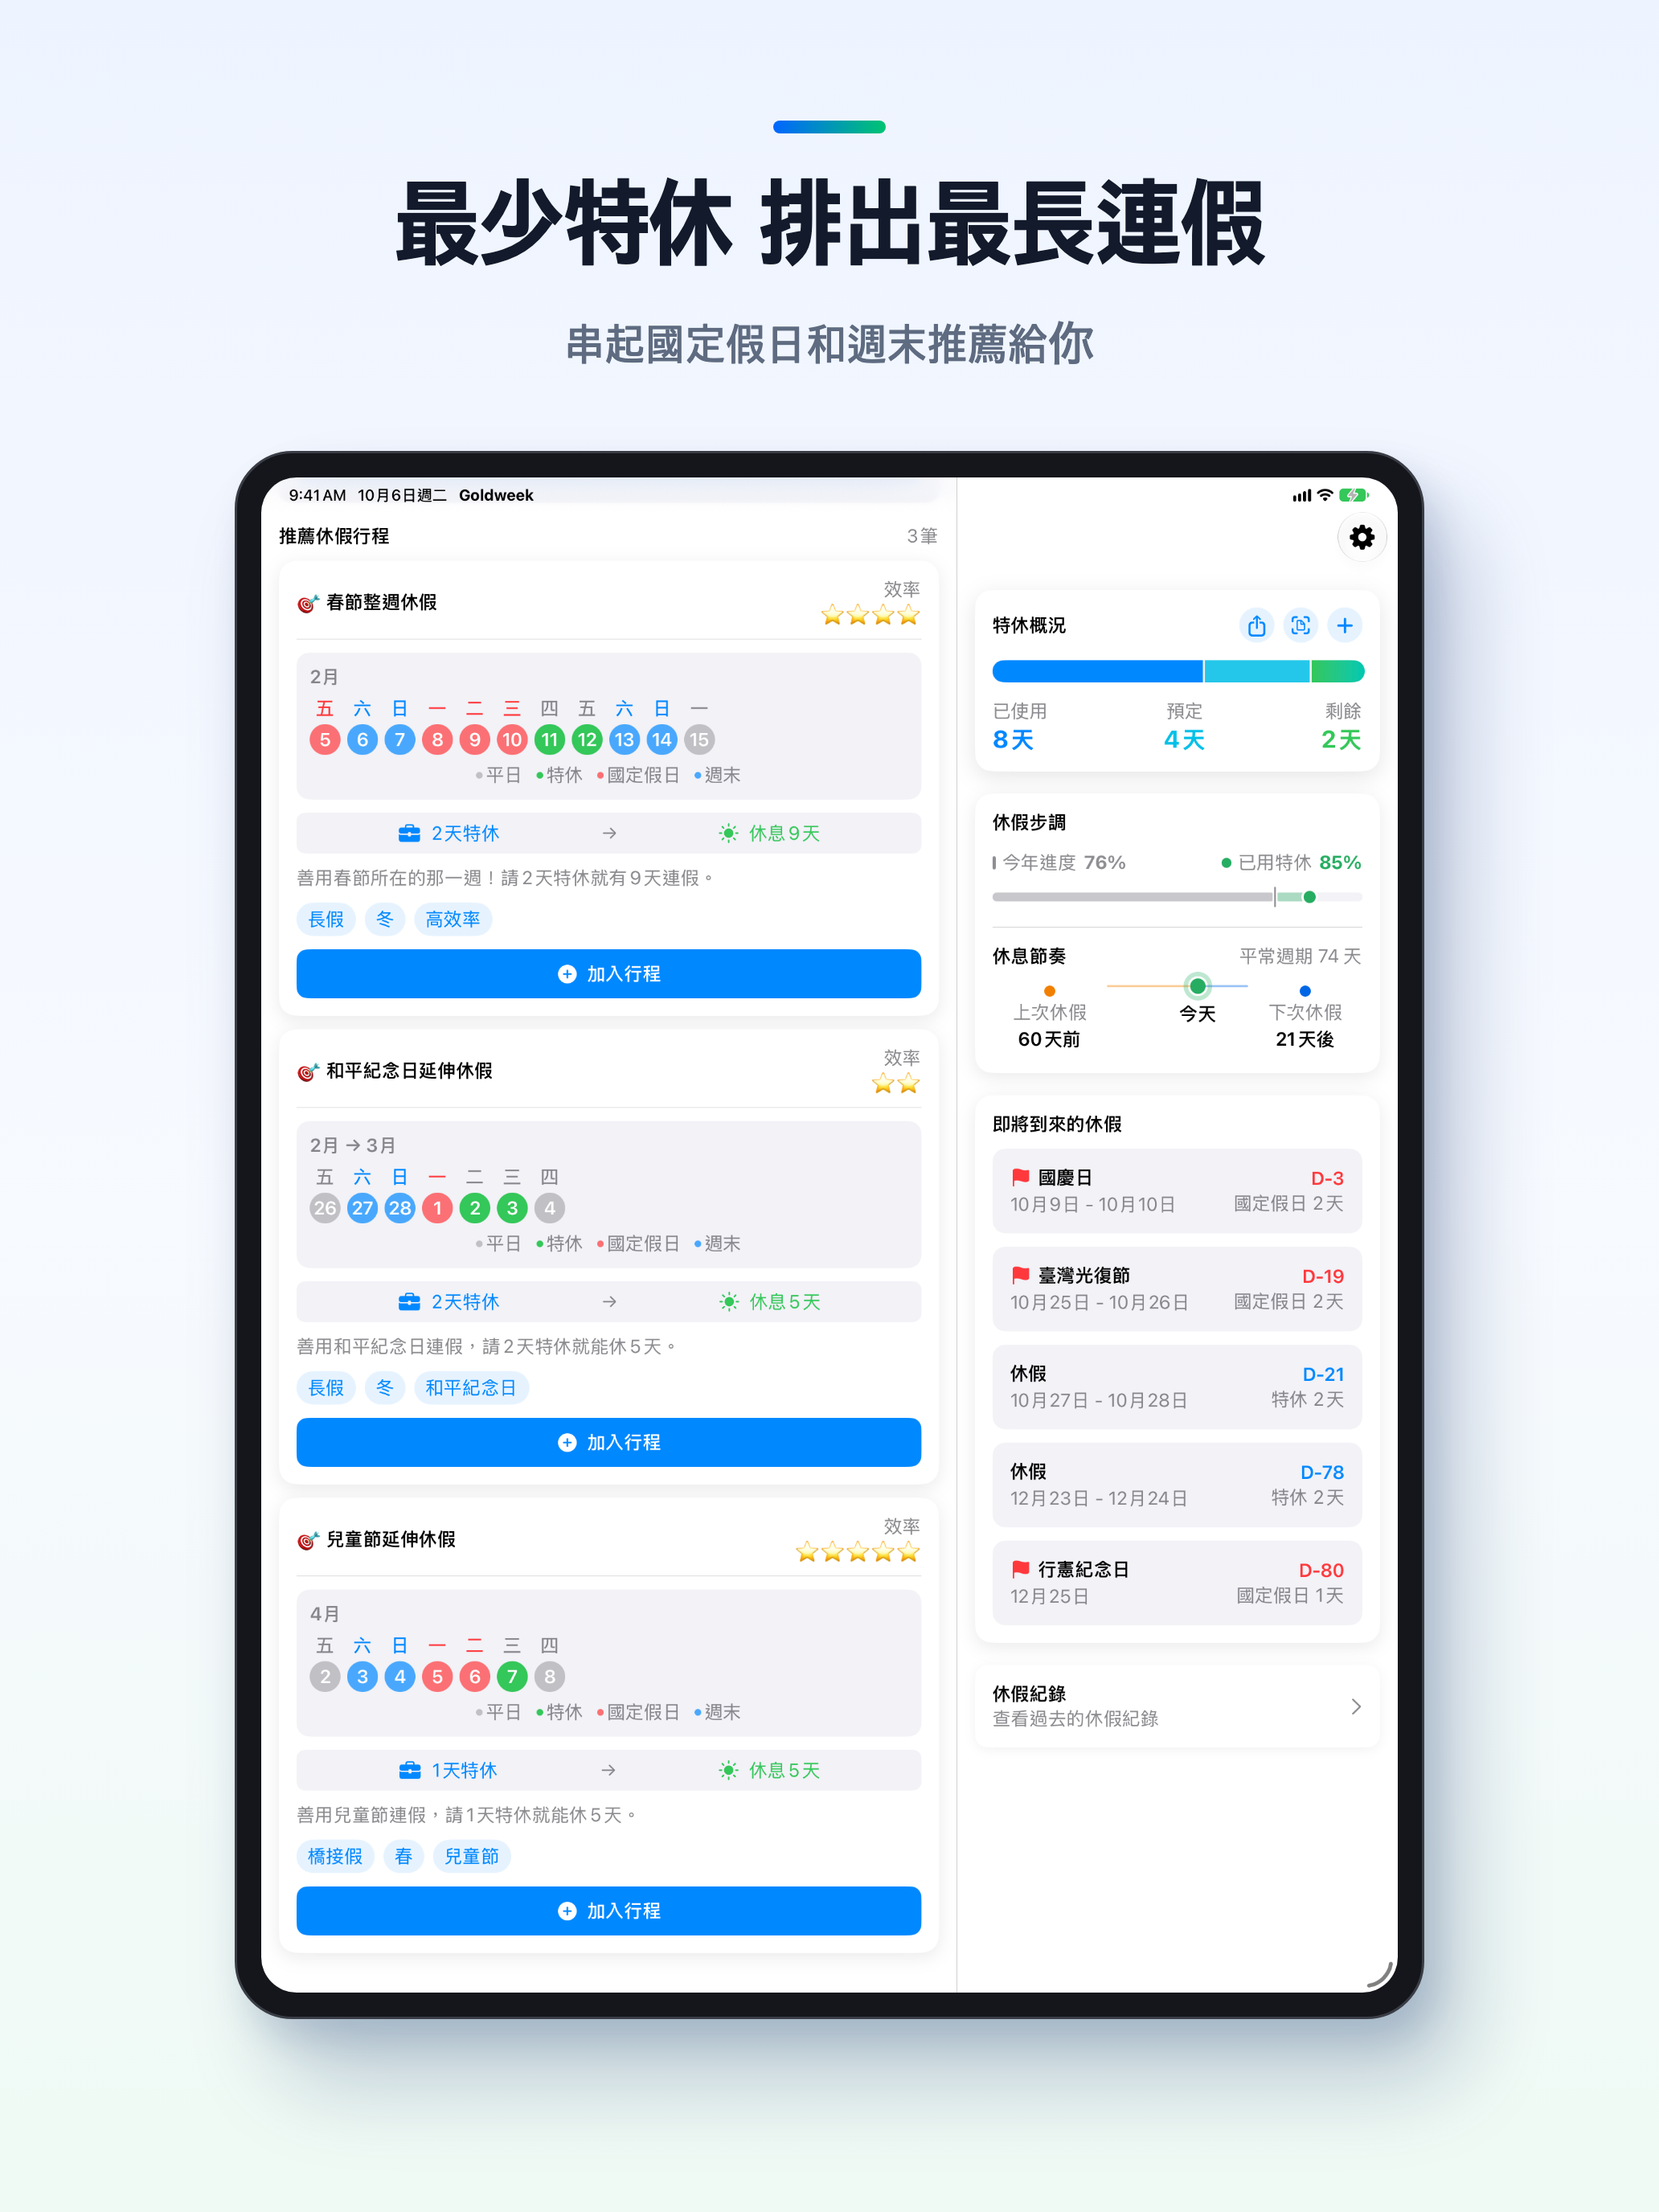 最少特休 排出最長連假
串起國定假日和週末推薦給你
9:41 AM 10月6日週二 Goldweek
推薦休假行程 3筆
春節整週休假 效率
2月
五 六 日 一 二 三 四 五 六 日 一
5 6 7 8 9 10 11 12 13 14 15
平日 特休 國定假日 週末
2天特休 → 休息9天
善用春節所在的那一週！請2天特休就有9天連假。
長假 冬 高效率
加入行程
和平紀念日延伸休假 效率
2月 → 3月
五 六 日 一 二 三 四
26 27 28 1 2 3 4
平日 特休 國定假日 週末
2天特休 → 休息5天
善用和平紀念日連假，請2天特休就能休5天。
長假 冬 和平紀念日
加入行程
兒童節延伸休假 效率
4月
五 六 日 一 二 三 四
2 3 4 5 6 7 8
平日 特休 國定假日 週末
1天特休 → 休息5天
善用兒童節連假，請1天特休就能休5天。
橋接假 春 兒童節
加入行程
特休概況
已使用 預定 剩餘
8天 4天 2天
休假步調
今年進度 76% 已用特休 85%
休息節奏 平常週期 74 天
上次休假 今天 下次休假
60天前 21天後
即將到來的休假
國慶日 D-3
10月9日 - 10月10日 國定假日 2天
臺灣光復節 D-19
10月25日 - 10月26日 國定假日 2天
休假 D-21
10月27日 - 10月28日 特休 2天
休假 D-78
12月23日 - 12月24日 特休 2天
行憲紀念日 D-80
12月25日 國定假日 1天
休假紀錄
查看過去的休假紀錄